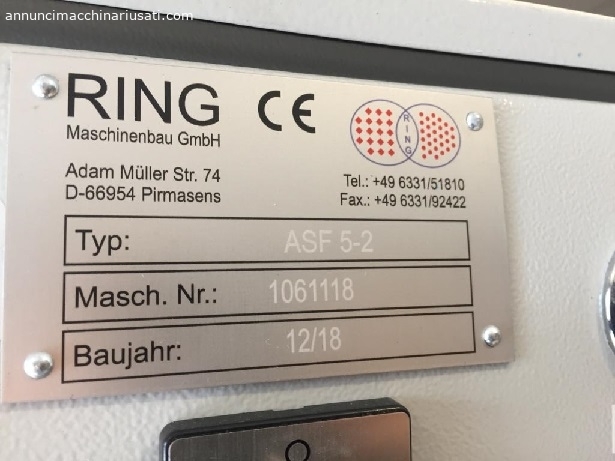 annuncimacchinariusati.com
RING
Maschinenbau GmbH
CE
RING
Adam Müller Str. 74
D-66954 Pirmasens
Tel.: +49 6331/51810
Fax.: +49 6331/92422
Typ: ASF 5-2
Masch. Nr.: 1061118
Baujahr: 12/18